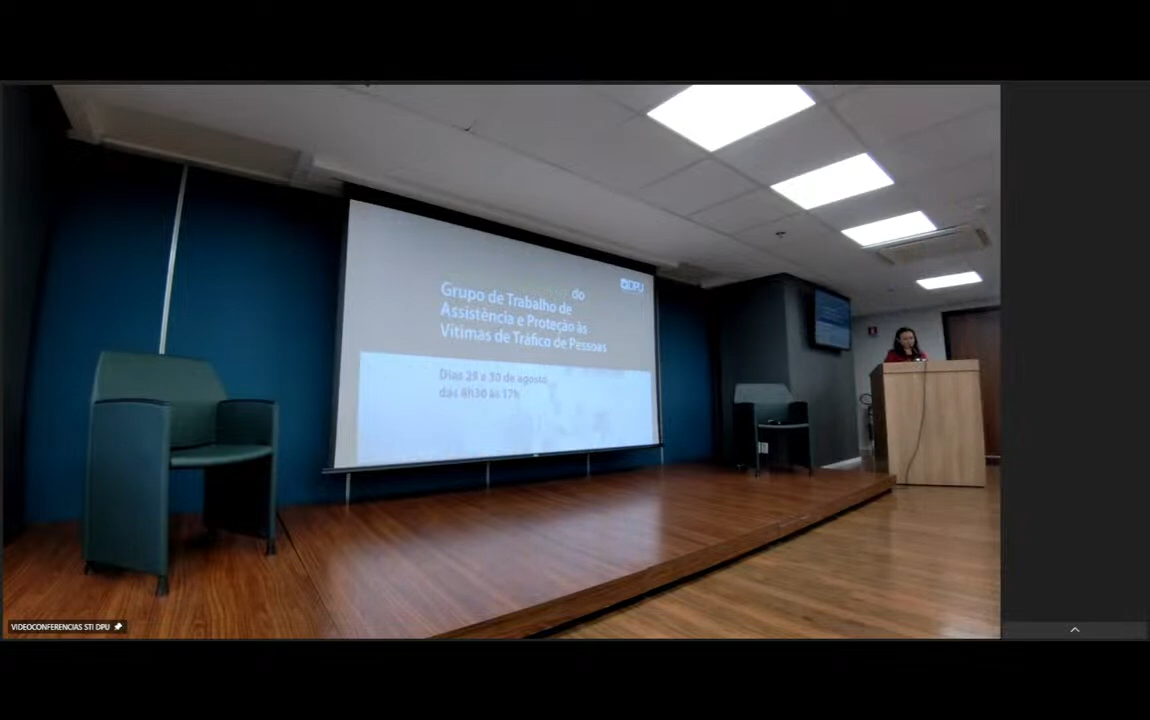 DPU
do
Grupo de Trabalho de
Assistência e Proteção às
Vítimas de Tráfico de Pessoas
Dias 29 e 30 de agosto
das 8h30 às 17h
VIDEOCONFERENCIAS STI DPU